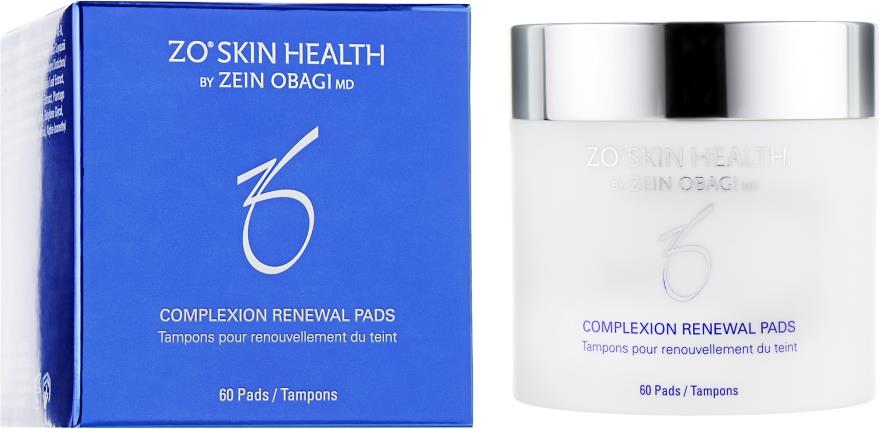 ZO® SKIN HEALTH
BY ZEIN OBAGI MD
COMPLEXION RENEWAL PADS
Tampons pour renouvellement du teint
60 Pads / Tampons
ZO® SKIN HEALTH
BY ZEIN OBAGI MD
COMPLEXION RENEWAL PADS
Tampons pour renouvellement du teint
60 Pads / Tampons